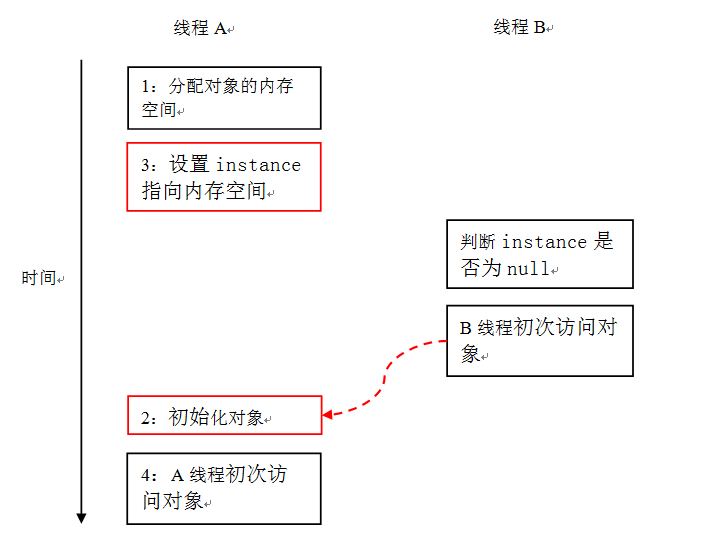 线程 A
线程 B
1：分配对象的内存
空间
3：设置 instance
指向内存空间
判断 instance 是
否为 null
时间
B 线程初次访问对
象
2：初始化对象
4：A 线程初次访
问对象